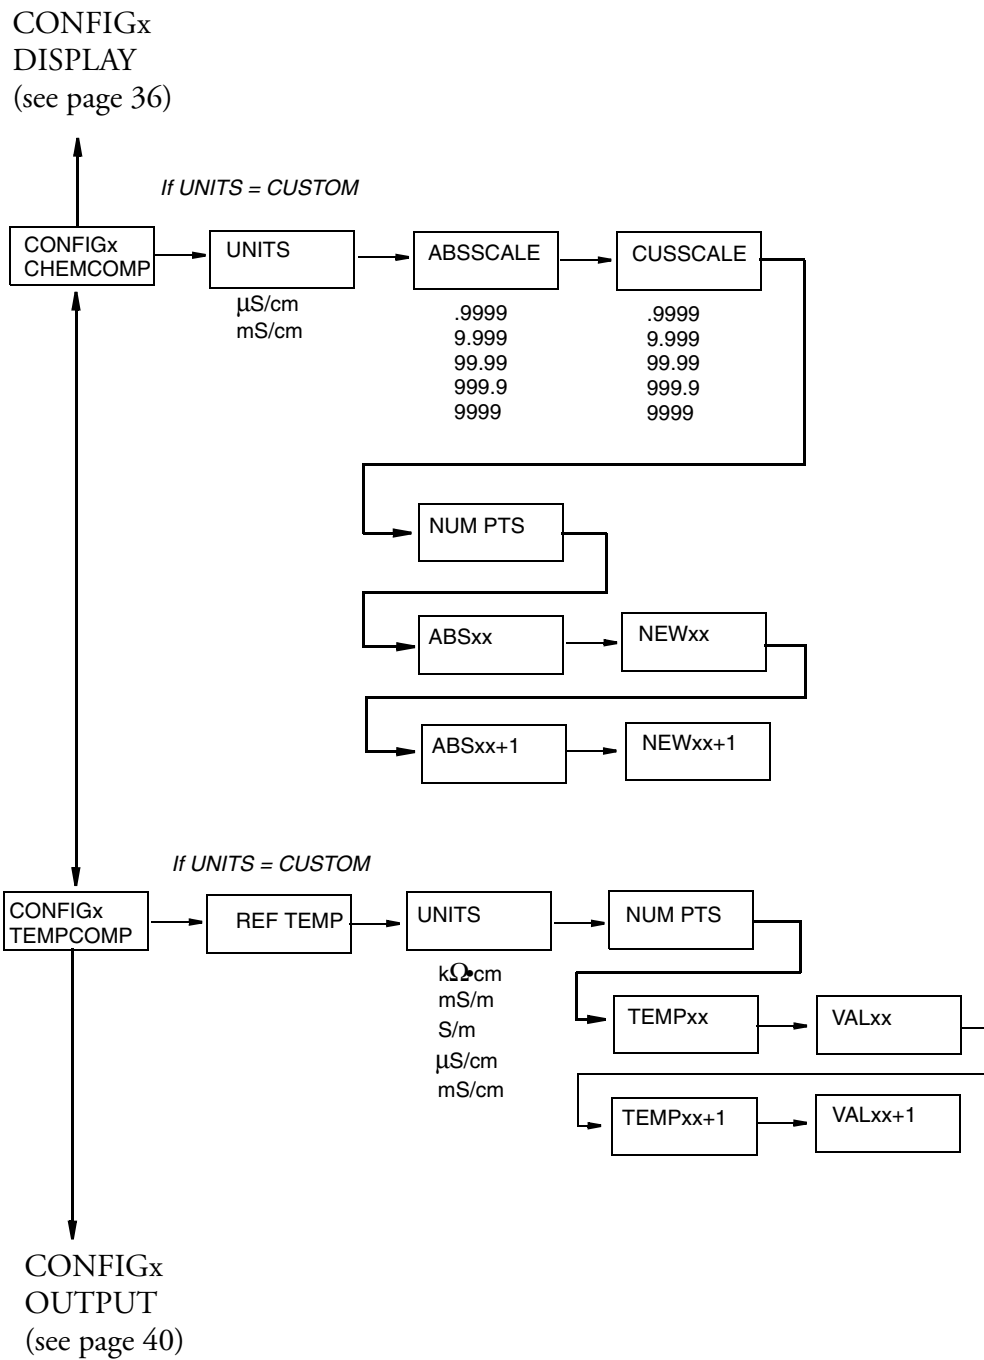 CONFIGx
DISPLAY
(see page 36)
If UNITS = CUSTOM
CONFIGx
CHEMCOMP
UNITS
ABSSCALE
CUSSCALE
µS/cm
mS/cm
.9999
9.999
99.99
999.9
9999
.9999
9.999
99.99
999.9
9999
NUM PTS
ABSxx
NEWxx
ABSxx+1
NEWxx+1
If UNITS = CUSTOM
CONFIGx
TEMPCOMP
REF TEMP
UNITS
NUM PTS
kΩ•cm
mS/m
S/m
µS/cm
mS/cm
TEMPxx
VALxx
TEMPxx+1
VALxx+1
CONFIGx
OUTPUT
(see page 40)